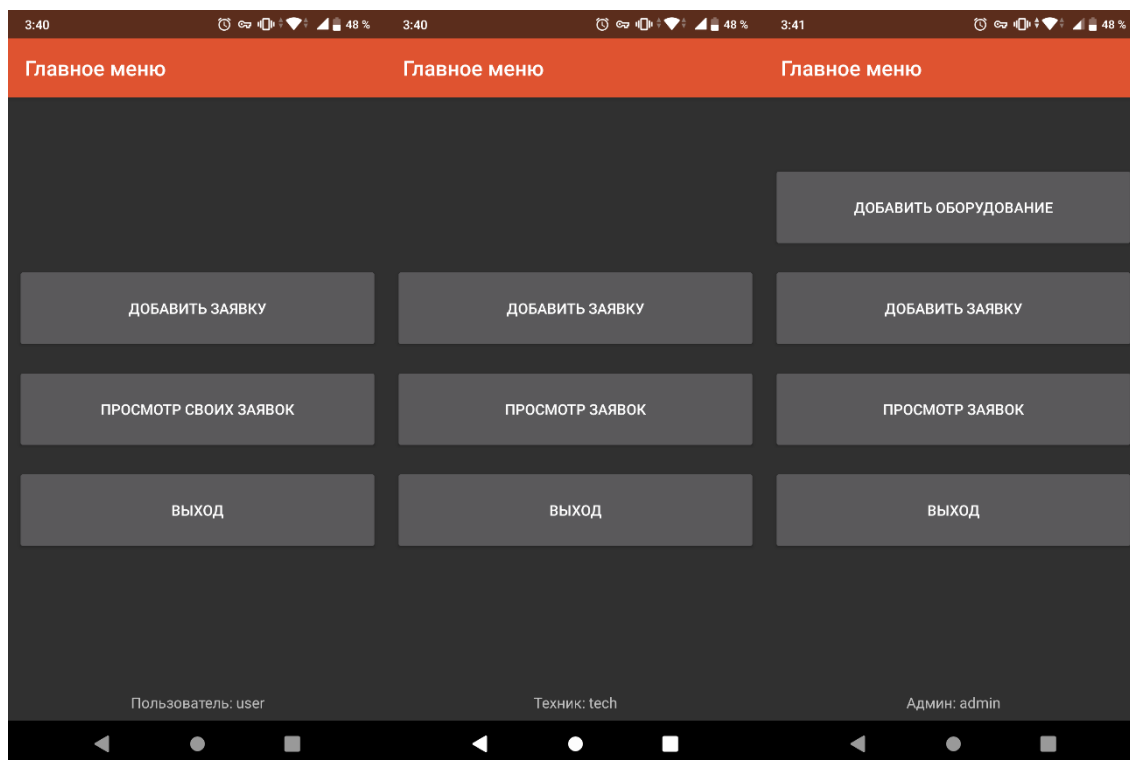 3:40 48 %
Главное меню
ДОБАВИТЬ ЗАЯВКУ
ПРОСМОТР СВОИХ ЗАЯВОК
ВЫХОД
Пользователь: user
3:40 48 %
Главное меню
ДОБАВИТЬ ЗАЯВКУ
ПРОСМОТР ЗАЯВОК
ВЫХОД
Техник: tech
3:41 48 %
Главное меню
ДОБАВИТЬ ОБОРУДОВАНИЕ
ДОБАВИТЬ ЗАЯВКУ
ПРОСМОТР ЗАЯВОК
ВЫХОД
Админ: admin